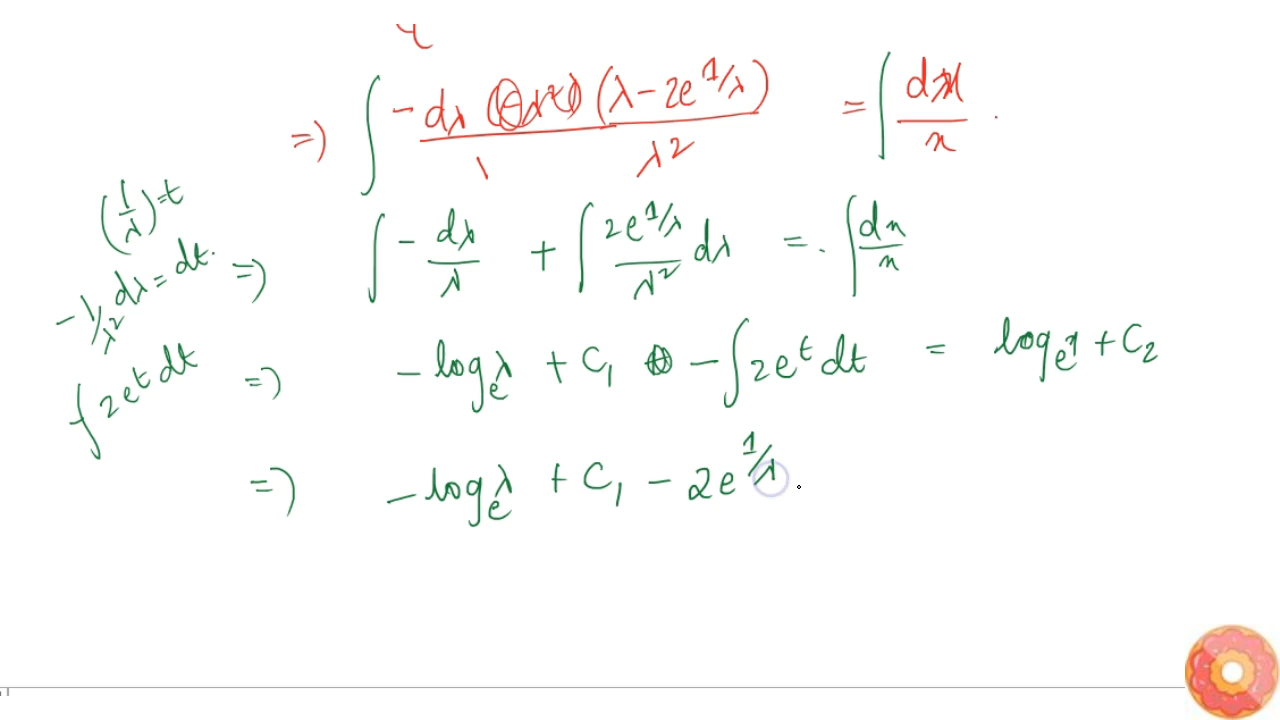 =) ∫ -dλ (λ - 2e^1/λ) / λ² = ∫ dx/x .
(1/λ) = t
=) ∫ - dλ/λ + ∫ 2e^1/λ / λ² dλ = . ∫ dx/x
-1/λ² dλ = dt.
=) - log_e λ + C₁ - ∫ 2e^t dt = log_e x + C₂
∫ 2e^t dt
=) - log_e λ + C₁ - 2e^1/λ